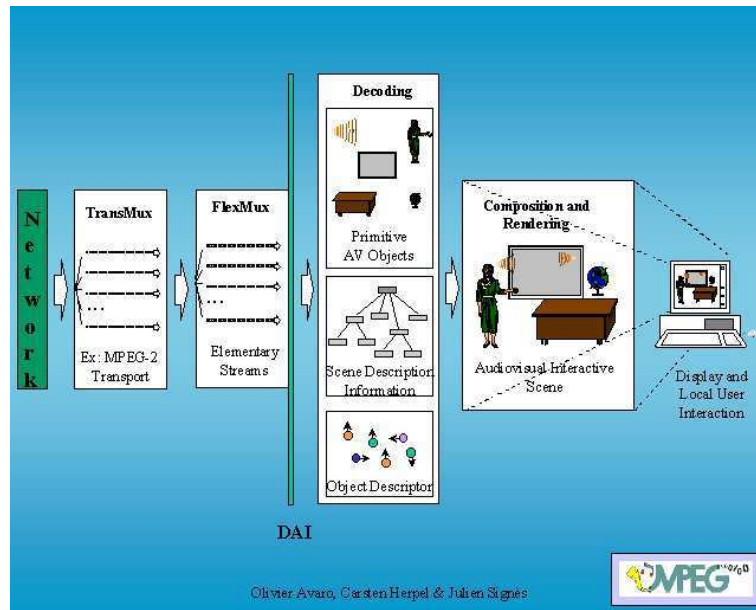 Network
TransMux
...
Ex: MPEG-2
Transport
FlexMux
...
Elementary
Streams
DAI
Decoding
Primitive
AV Objects
Scene Description
Information
Object Descriptor
Composition and
Rendering
Audiovisual Interactive
Scene
Display and
Local User
Interaction
Olivier Avaro, Carsten Herpel & Julien Signès
MPEG